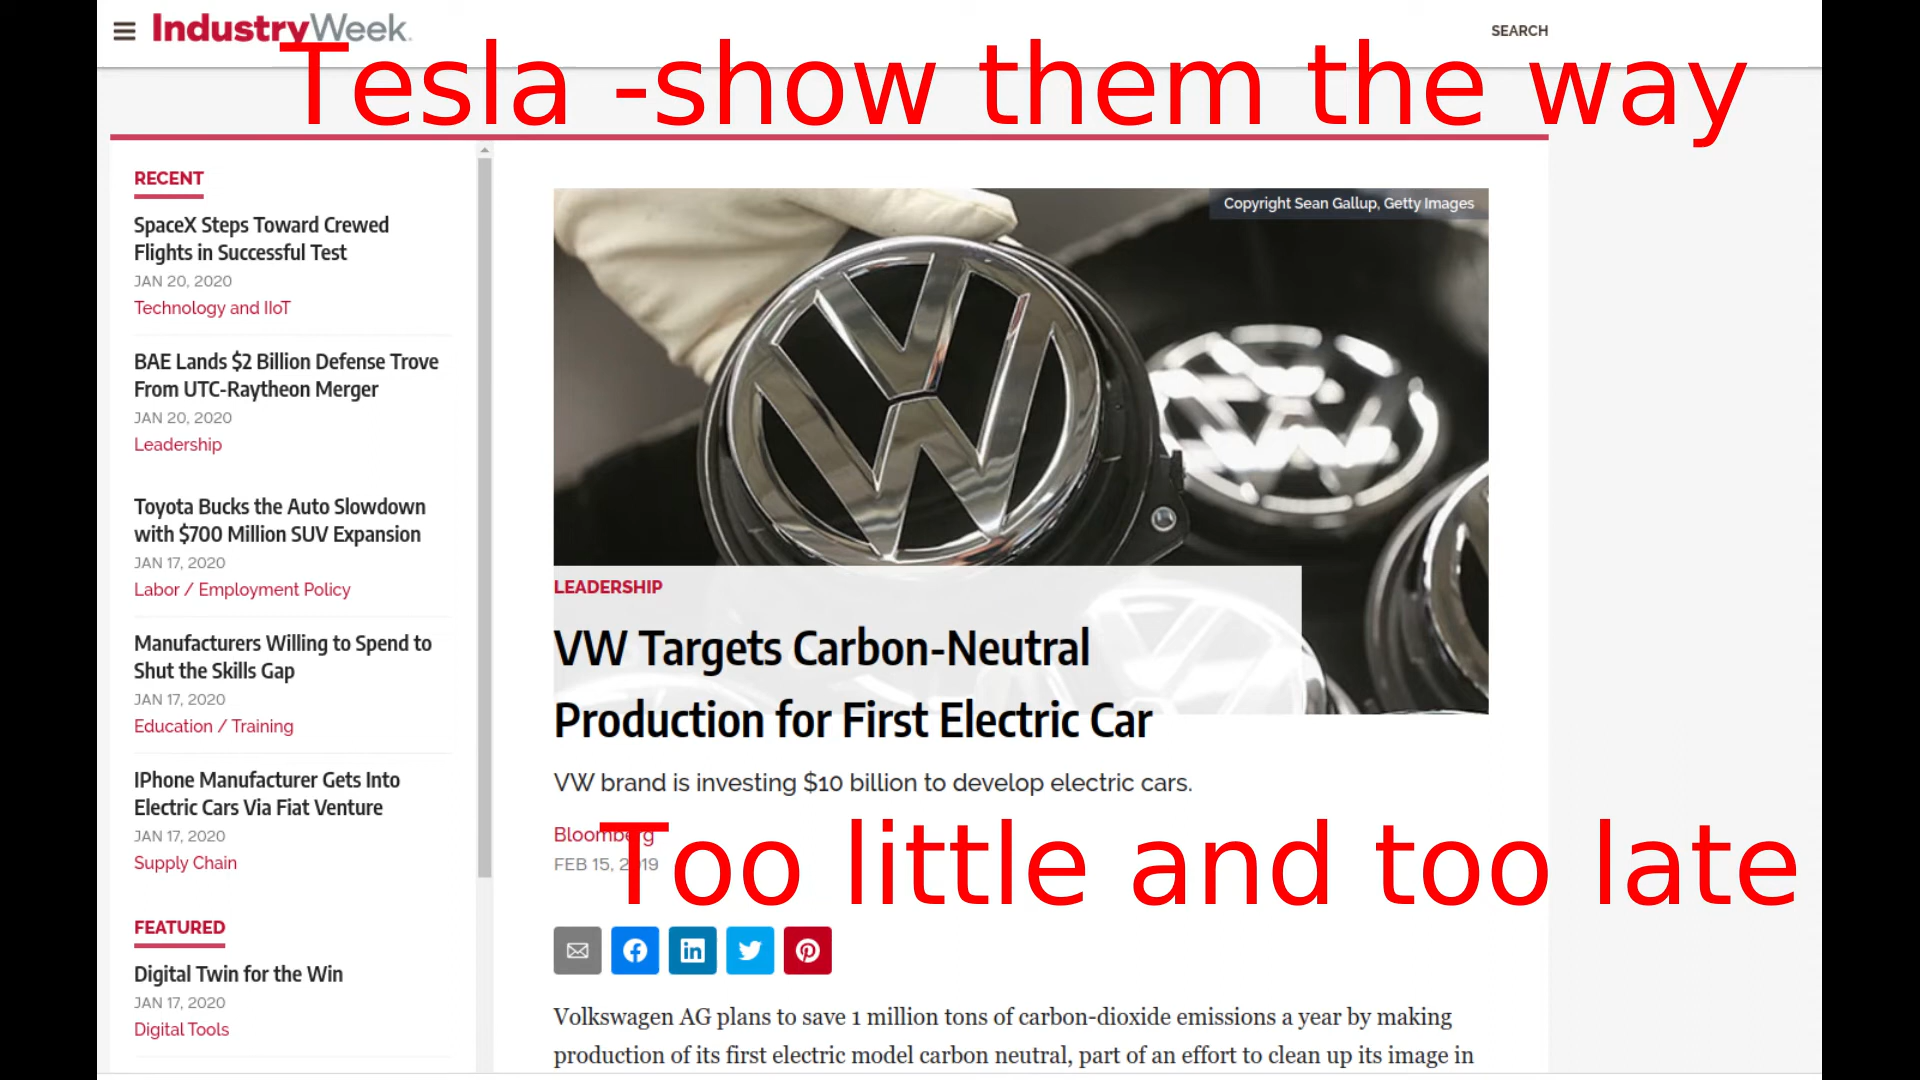 IndustryWeek.
SEARCH
Tesla -show them the way
RECENT
SpaceX Steps Toward Crewed
Flights in Successful Test
JAN 20, 2020
Technology and IIoT
BAE Lands $2 Billion Defense Trove
From UTC-Raytheon Merger
JAN 20, 2020
Leadership
Toyota Bucks the Auto Slowdown
with $700 Million SUV Expansion
JAN 17, 2020
Labor / Employment Policy
Manufacturers Willing to Spend to
Shut the Skills Gap
JAN 17, 2020
Education / Training
IPhone Manufacturer Gets Into
Electric Cars Via Fiat Venture
JAN 17, 2020
Supply Chain
FEATURED
Digital Twin for the Win
JAN 17, 2020
Digital Tools
Copyright Sean Gallup, Getty Images
LEADERSHIP
VW Targets Carbon-Neutral
Production for First Electric Car
VW brand is investing $10 billion to develop electric cars.
Bloomberg
FEB 15, 2019
Too little and too late
Volkswagen AG plans to save 1 million tons of carbon-dioxide emissions a year by making
production of its first electric model carbon neutral, part of an effort to clean up its image in